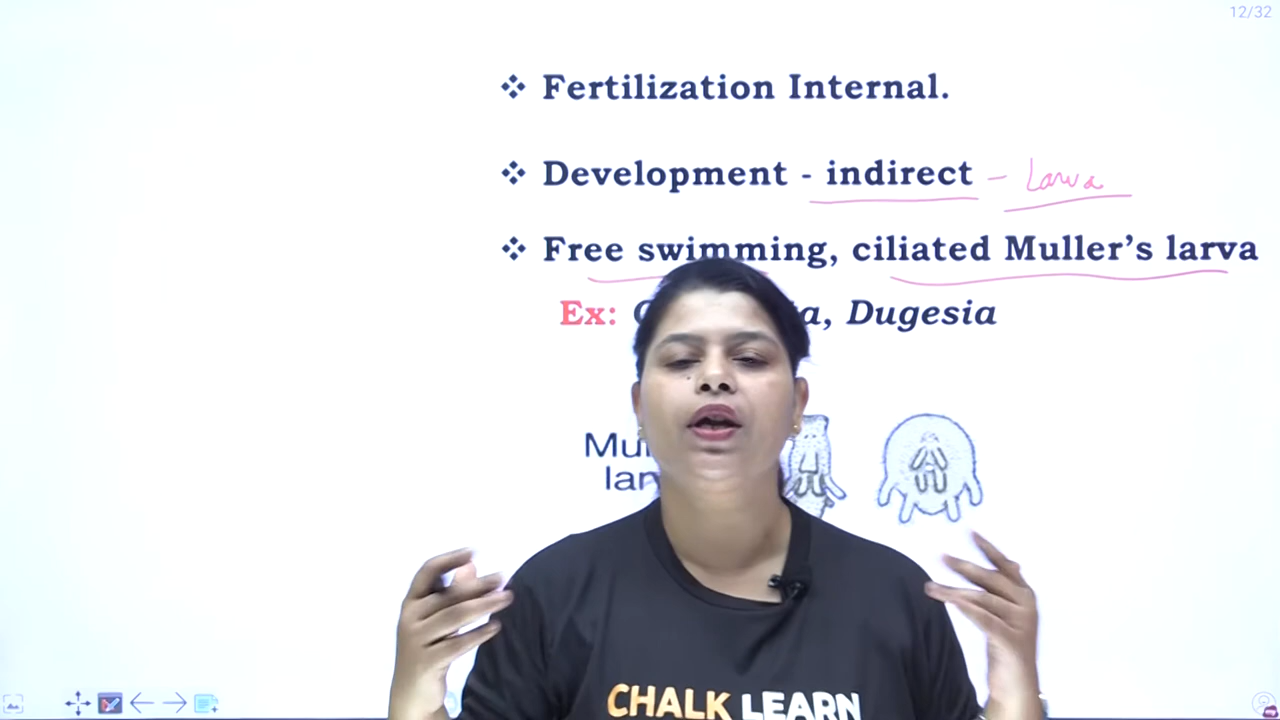 12/32
❖ Fertilization Internal.
❖ Development - indirect - Larva
❖ Free swimming, ciliated Muller's larva
Ex: Dugesia
CHALK LEARN